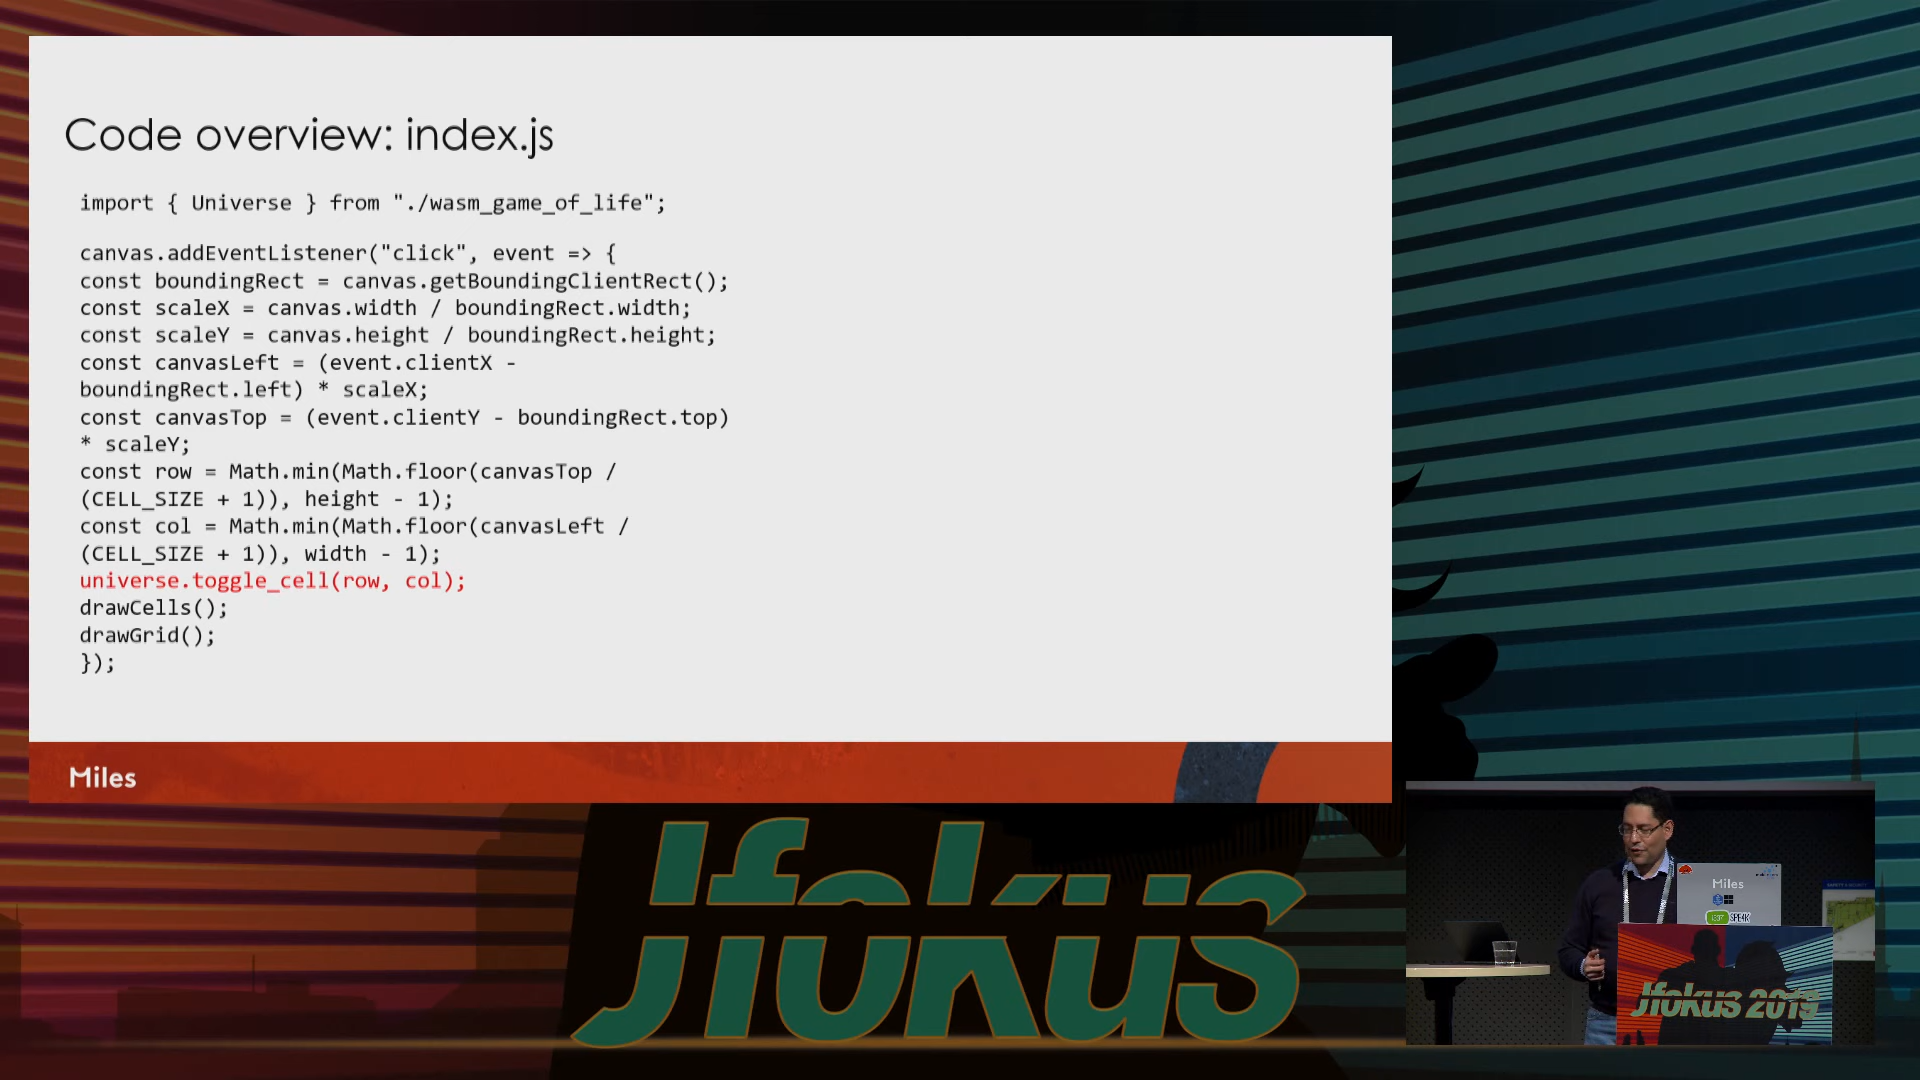 Code overview: index.js
import { Universe } from "./wasm_game_of_life";
canvas.addEventListener("click", event => {
const boundingRect = canvas.getBoundingClientRect();
const scaleX = canvas.width / boundingRect.width;
const scaleY = canvas.height / boundingRect.height;
const canvasLeft = (event.clientX -
boundingRect.left) * scaleX;
const canvasTop = (event.clientY - boundingRect.top)
* scaleY;
const row = Math.min(Math.floor(canvasTop /
(CELL_SIZE + 1)), height - 1);
const col = Math.min(Math.floor(canvasLeft /
(CELL_SIZE + 1)), width - 1);
universe.toggle_cell(row, col);
drawCells();
drawGrid();
});
Miles
Jfokus
Miles
Jfokus 2019